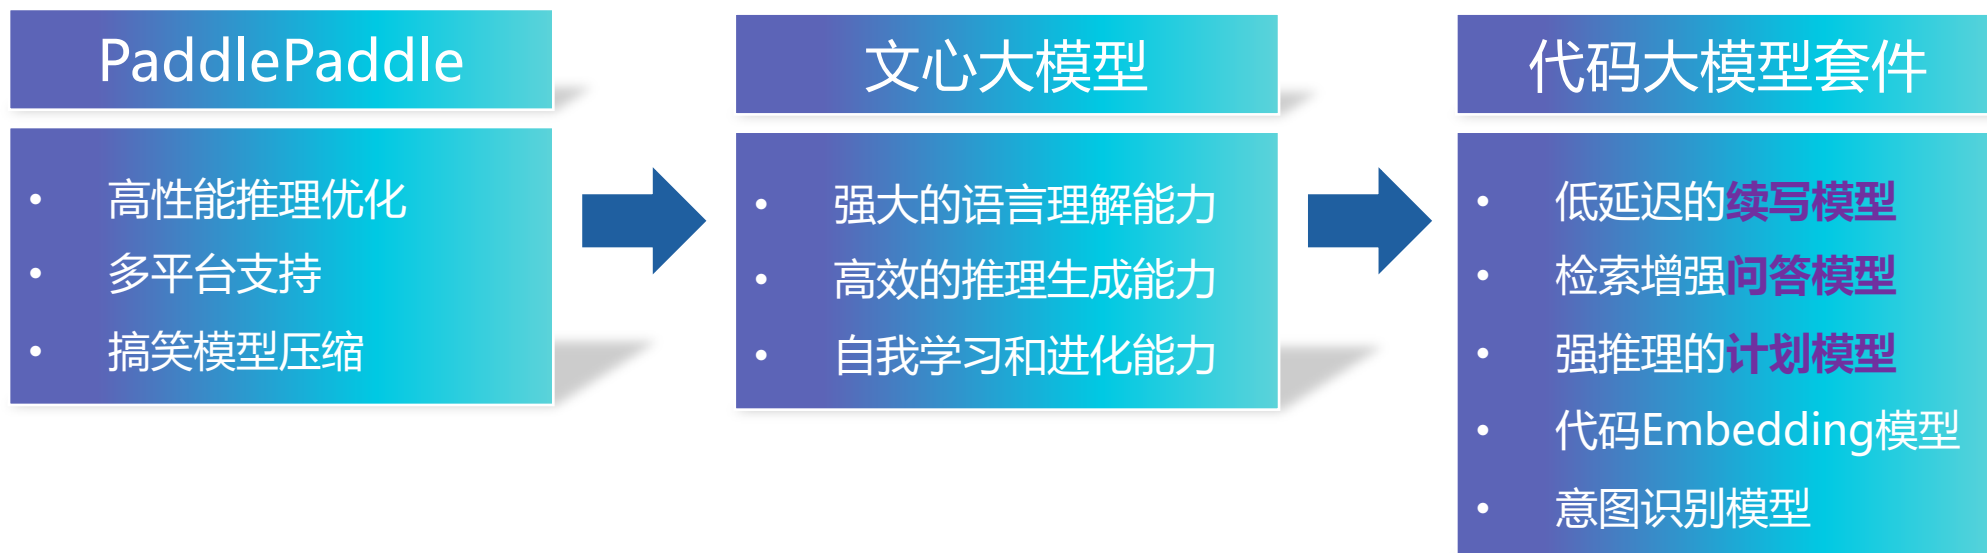 PaddlePaddle
• 高性能推理优化
• 多平台支持
• 搞笑模型压缩
文心大模型
• 强大的语言理解能力
• 高效的推理生成能力
• 自我学习和进化能力
代码大模型套件
• 低延迟的续写模型
• 检索增强问答模型
• 强推理的计划模型
• 代码Embedding模型
• 意图识别模型